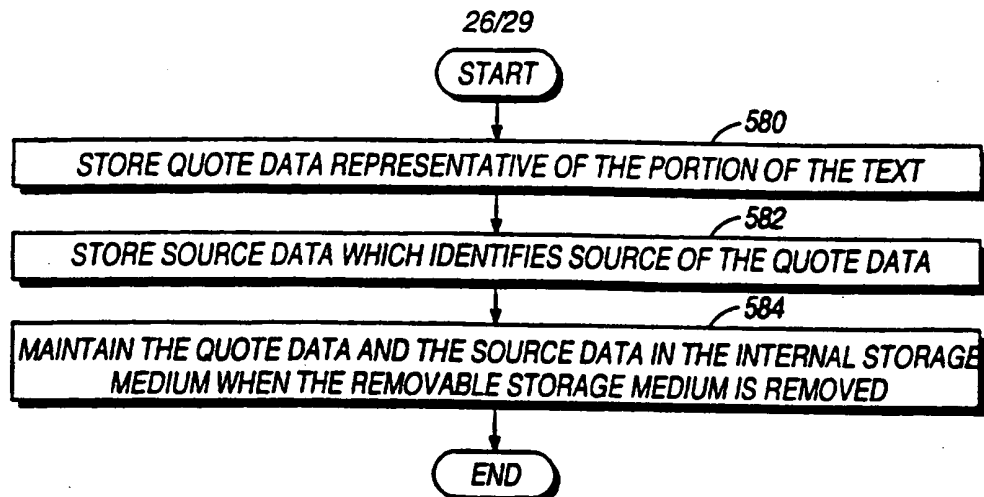 26/29
START
580
STORE QUOTE DATA REPRESENTATIVE OF THE PORTION OF THE TEXT
582
STORE SOURCE DATA WHICH IDENTIFIES SOURCE OF THE QUOTE DATA
584
MAINTAIN THE QUOTE DATA AND THE SOURCE DATA IN THE INTERNAL STORAGE
MEDIUM WHEN THE REMOVABLE STORAGE MEDIUM IS REMOVED
END